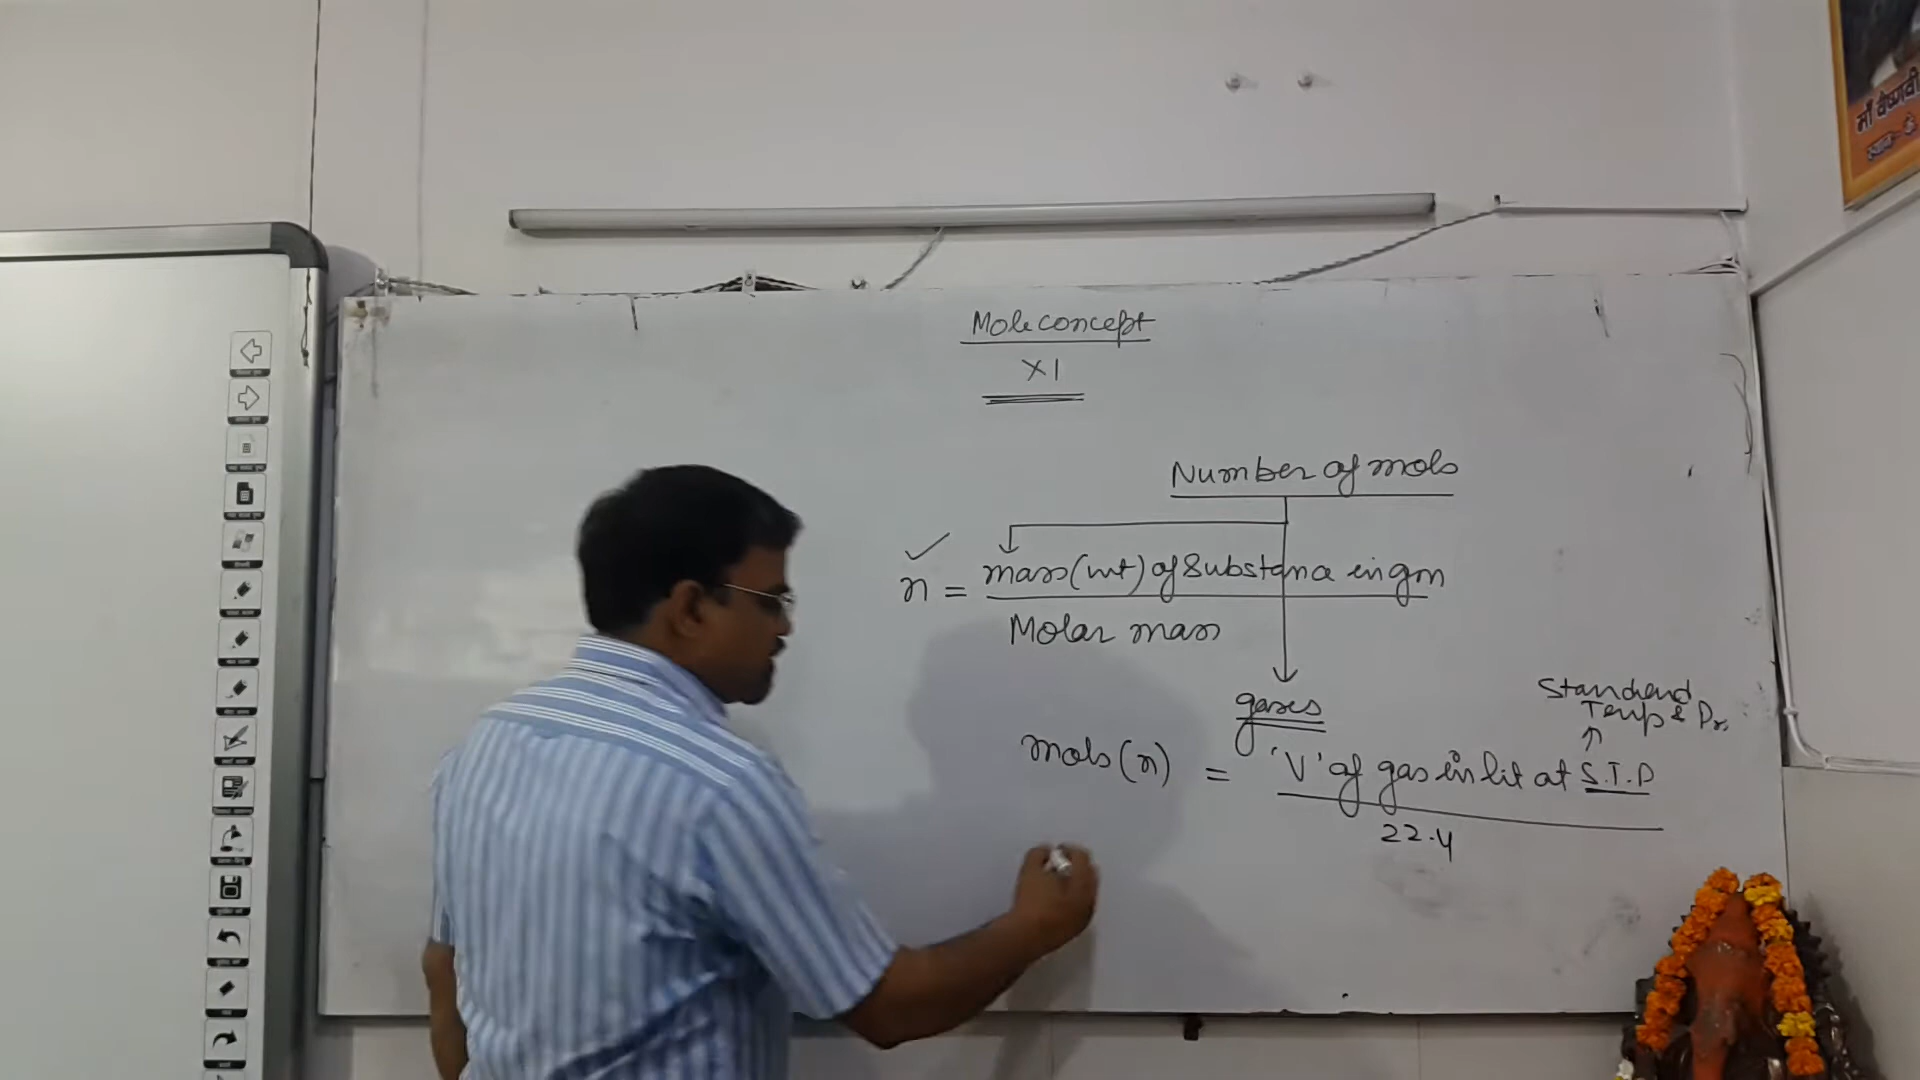 Mole concept
XI
Number of mols
n = mass (wt) of Substance in gm
Molar mass
gases
Standard
Temp & Pr.
mols (n) = 'V' of gas in lit at S.T.P
22.4
माँ वैष्णवी